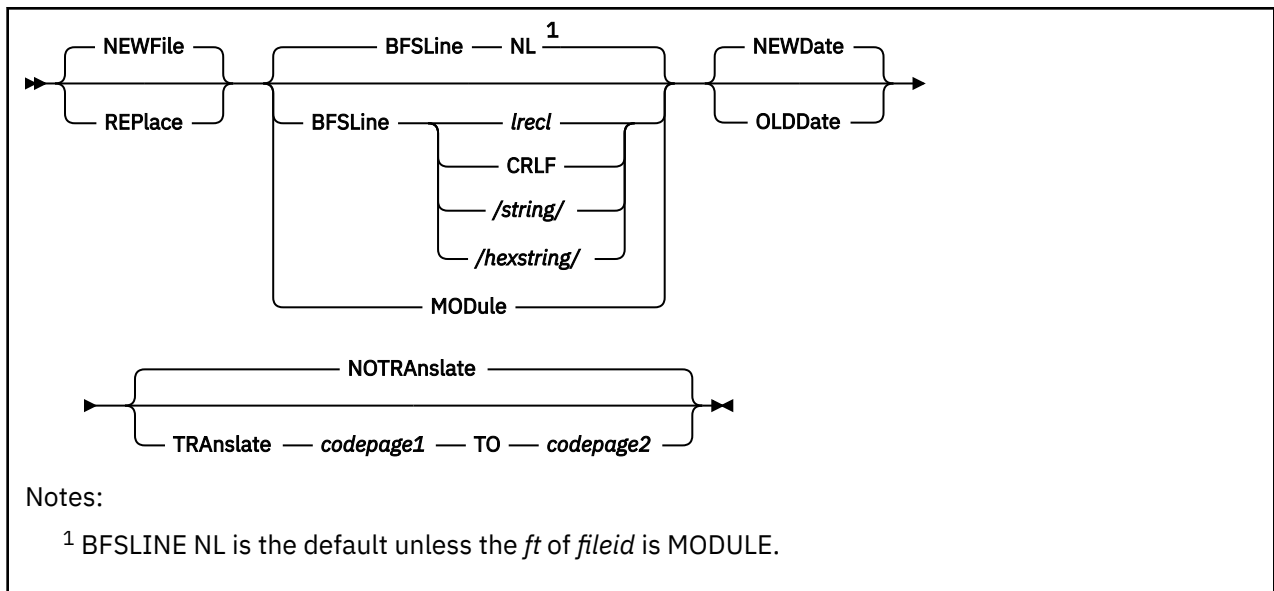 NEWFile
REPlace
BFSLine NL 1
BFSLine lrecl
CRLF
/string/
/hexstring/
MODule
NEWDate
OLDDate
NOTRAnslate
TRAnslate codepage1 TO codepage2
Notes:
1 BFSLINE NL is the default unless the ft of fileid is MODULE.